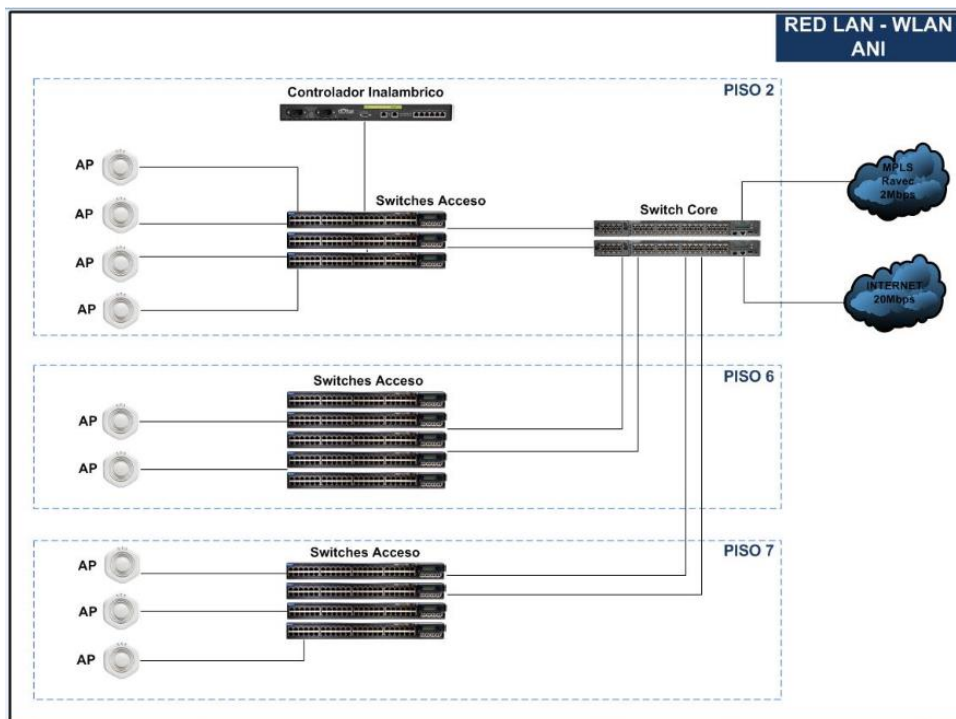 RED LAN - WLAN
ANI
PISO 2
Controlador Inalambrico
AP
AP
AP
AP
Switches Acceso
Switch Core
MPLS
Ravec
2Mbps
INTERNET
20Mbps
PISO 6
Switches Acceso
AP
AP
PISO 7
Switches Acceso
AP
AP
AP